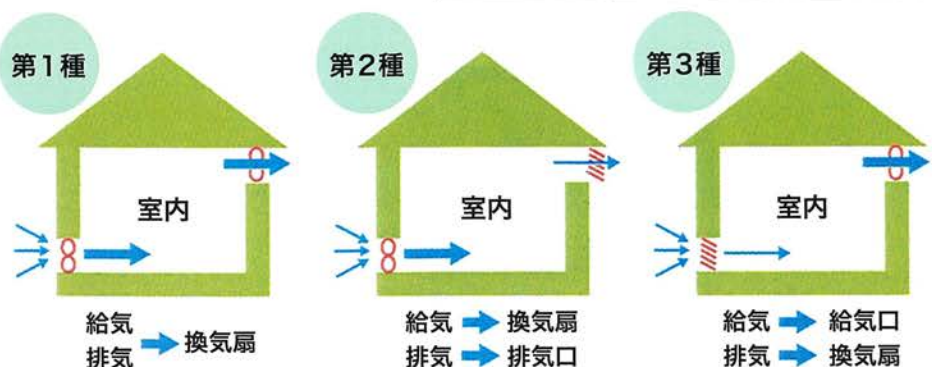 第1種
室内
給気
排気
換気扇
第2種
室内
給気 換気扇
排気 排気口
第3種
室内
給気 給気口
排気 換気扇